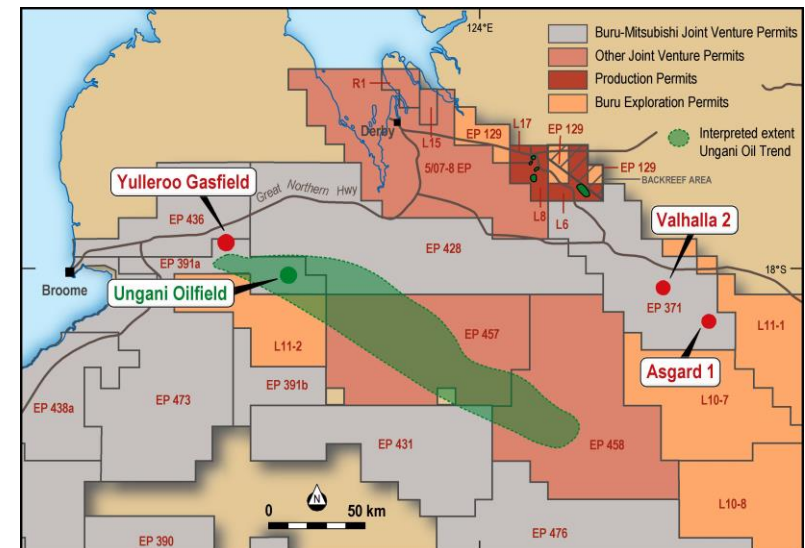 124°E
Buru-Mitsubishi Joint Venture Permits
Other Joint Venture Permits
Production Permits
Buru Exploration Permits
Interpreted extent
Ungani Oil Trend
R1
Derby
L15
EP 129
L17
EP 129
EP 129
BACKREEF AREA
5/07-8 EP
L8
L6
Yulleroo Gasfield
Great Northern Hwy
EP 436
EP 428
Valhalla 2
18°S
EP 391a
Broome
Ungani Oilfield
EP 371
L11-1
L11-2
EP 457
Asgard 1
EP 391b
L10-7
EP 438a
EP 473
EP 431
EP 458
N
0 50 km
L10-8
EP 390
EP 476